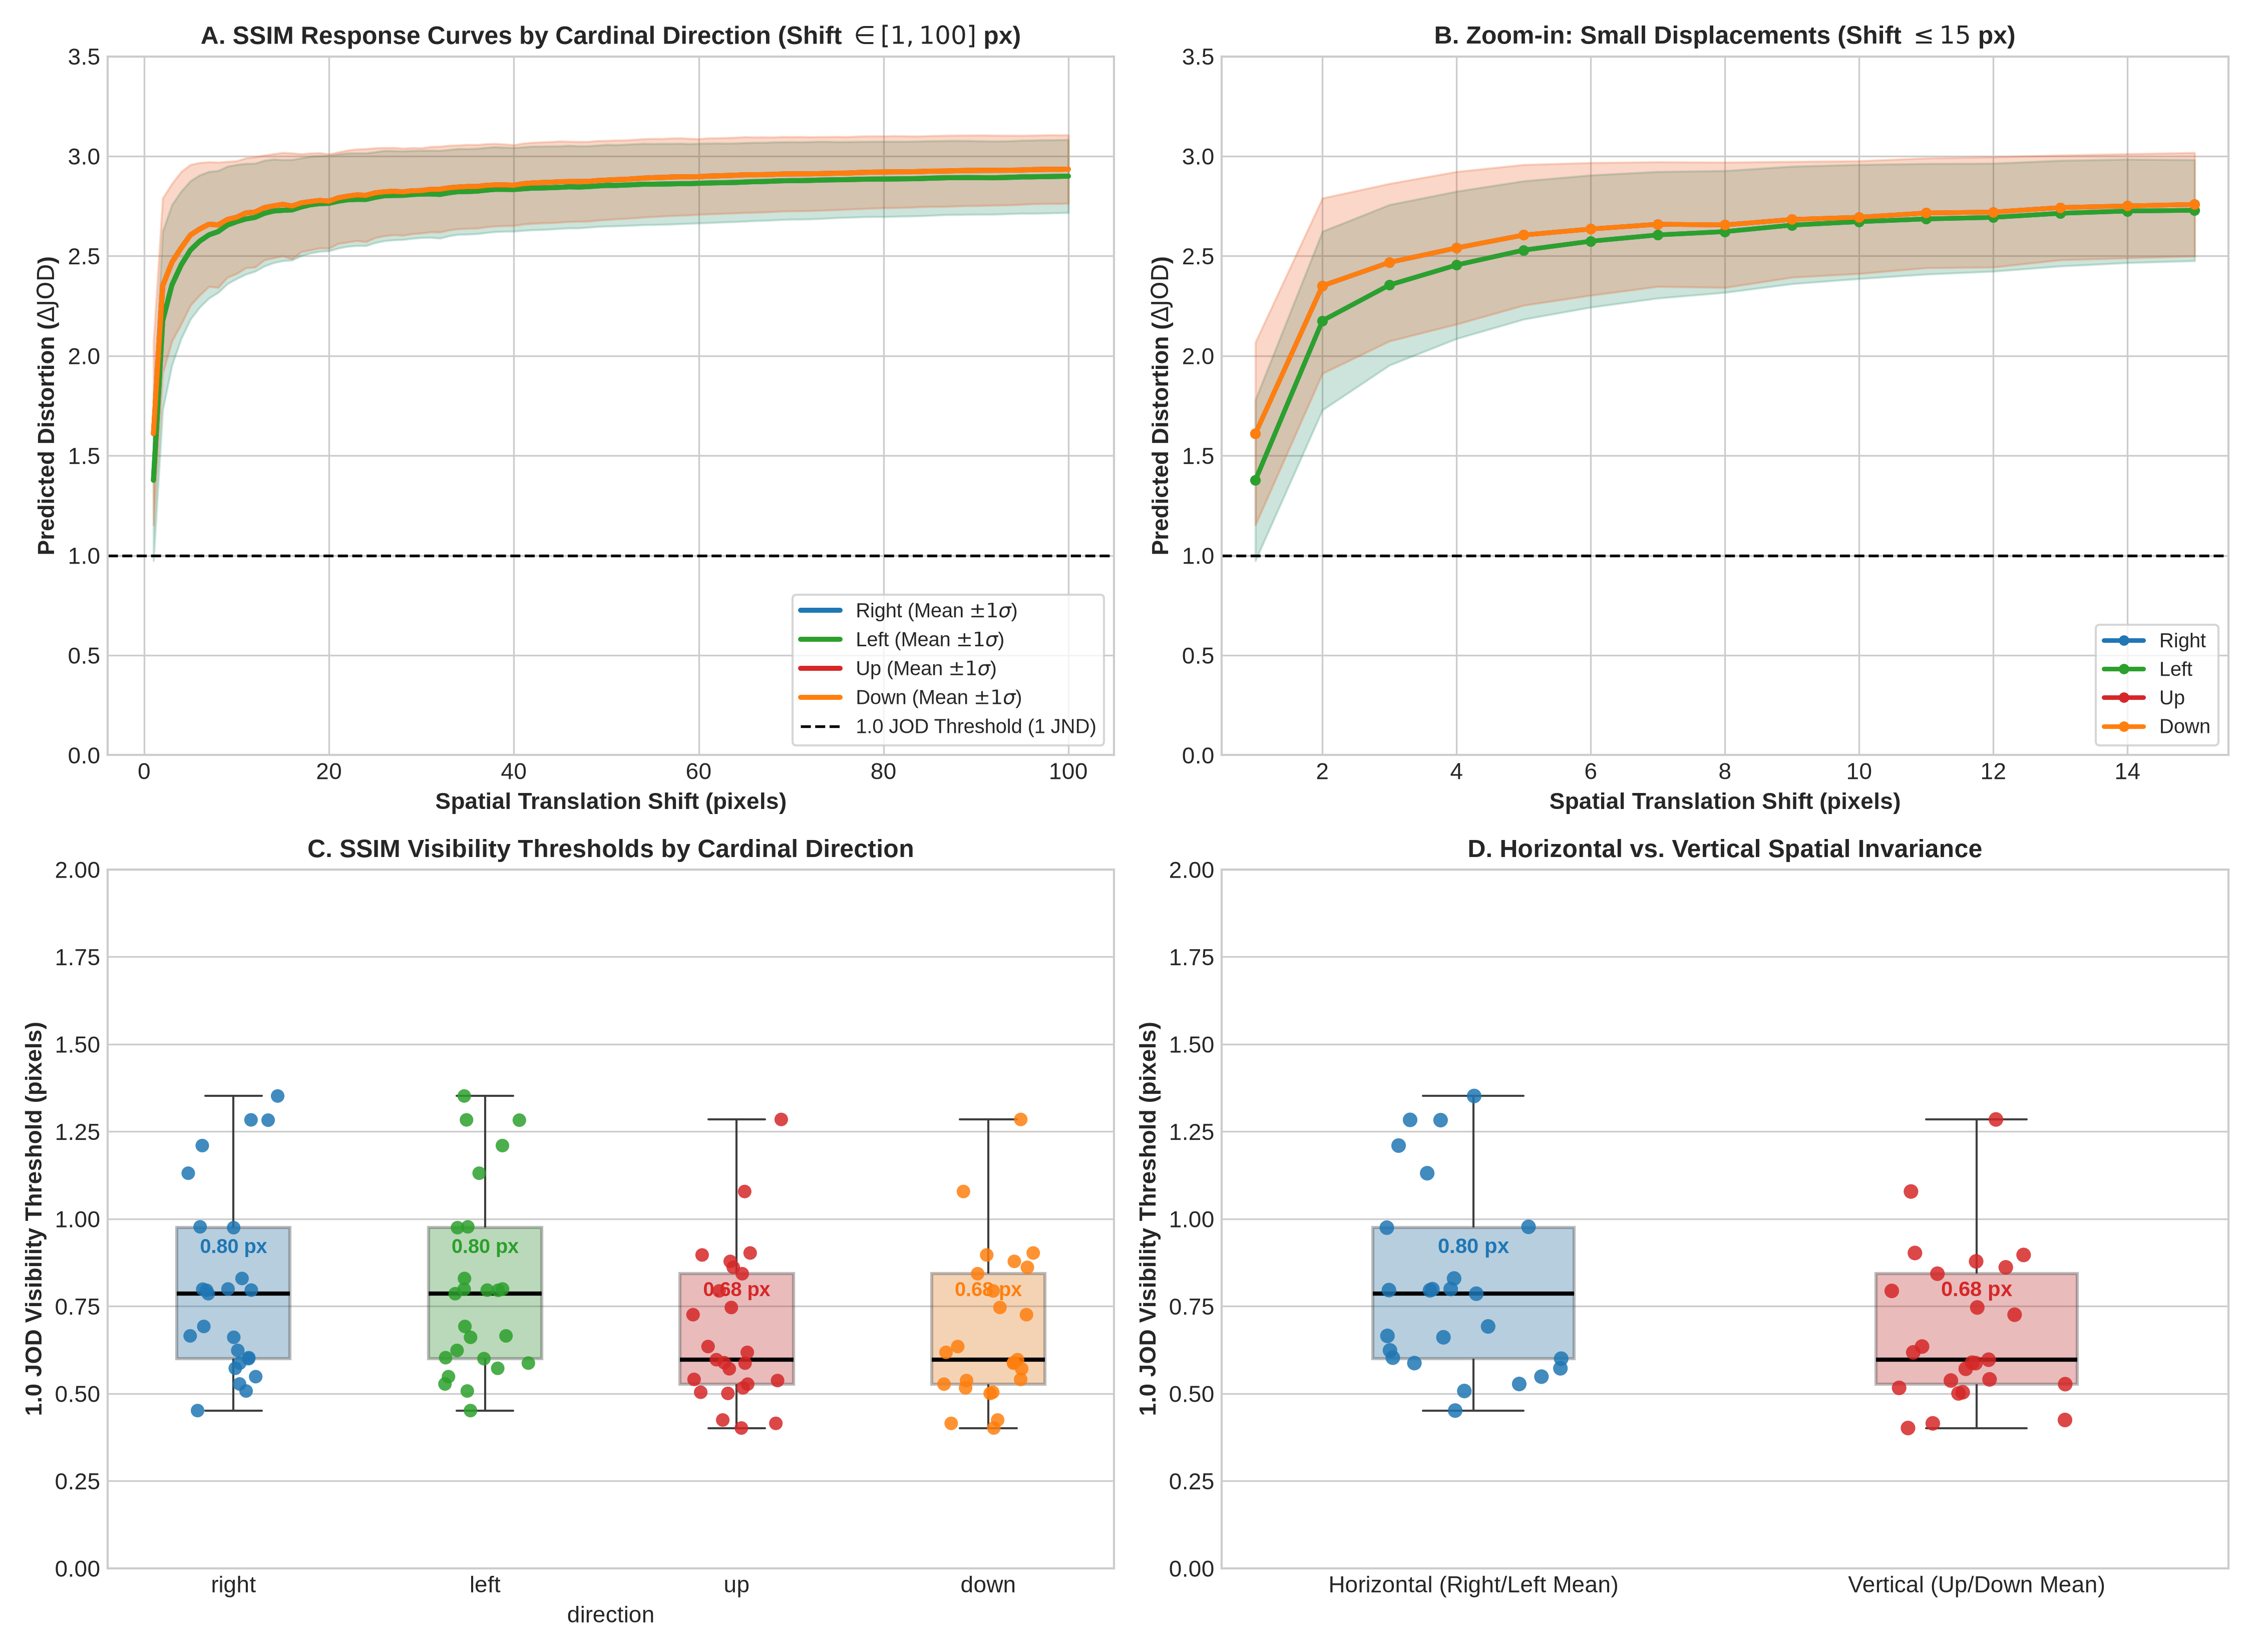 A. SSIM Response Curves by Cardinal Direction (Shift ∈ [1, 100] px)
3.5
3.0
2.5
2.0
1.5
1.0
0.5
0.0
Predicted Distortion (ΔJOD)
Right (Mean ±1σ)
Left (Mean ±1σ)
Up (Mean ±1σ)
Down (Mean ±1σ)
1.0 JOD Threshold (1 JND)
0 20 40 60 80 100
Spatial Translation Shift (pixels)
B. Zoom-in: Small Displacements (Shift ≤ 15 px)
3.5
3.0
2.5
2.0
1.5
1.0
0.5
0.0
Predicted Distortion (ΔJOD)
Right
Left
Up
Down
2 4 6 8 10 12 14
Spatial Translation Shift (pixels)
C. SSIM Visibility Thresholds by Cardinal Direction
2.00
1.75
1.50
1.25
1.00
0.75
0.50
0.25
0.00
1.0 JOD Visibility Threshold (pixels)
0.80 px
0.80 px
0.68 px
0.68 px
right left up down
direction
D. Horizontal vs. Vertical Spatial Invariance
2.00
1.75
1.50
1.25
1.00
0.75
0.50
0.25
0.00
1.0 JOD Visibility Threshold (pixels)
0.80 px
0.68 px
Horizontal (Right/Left Mean) Vertical (Up/Down Mean)